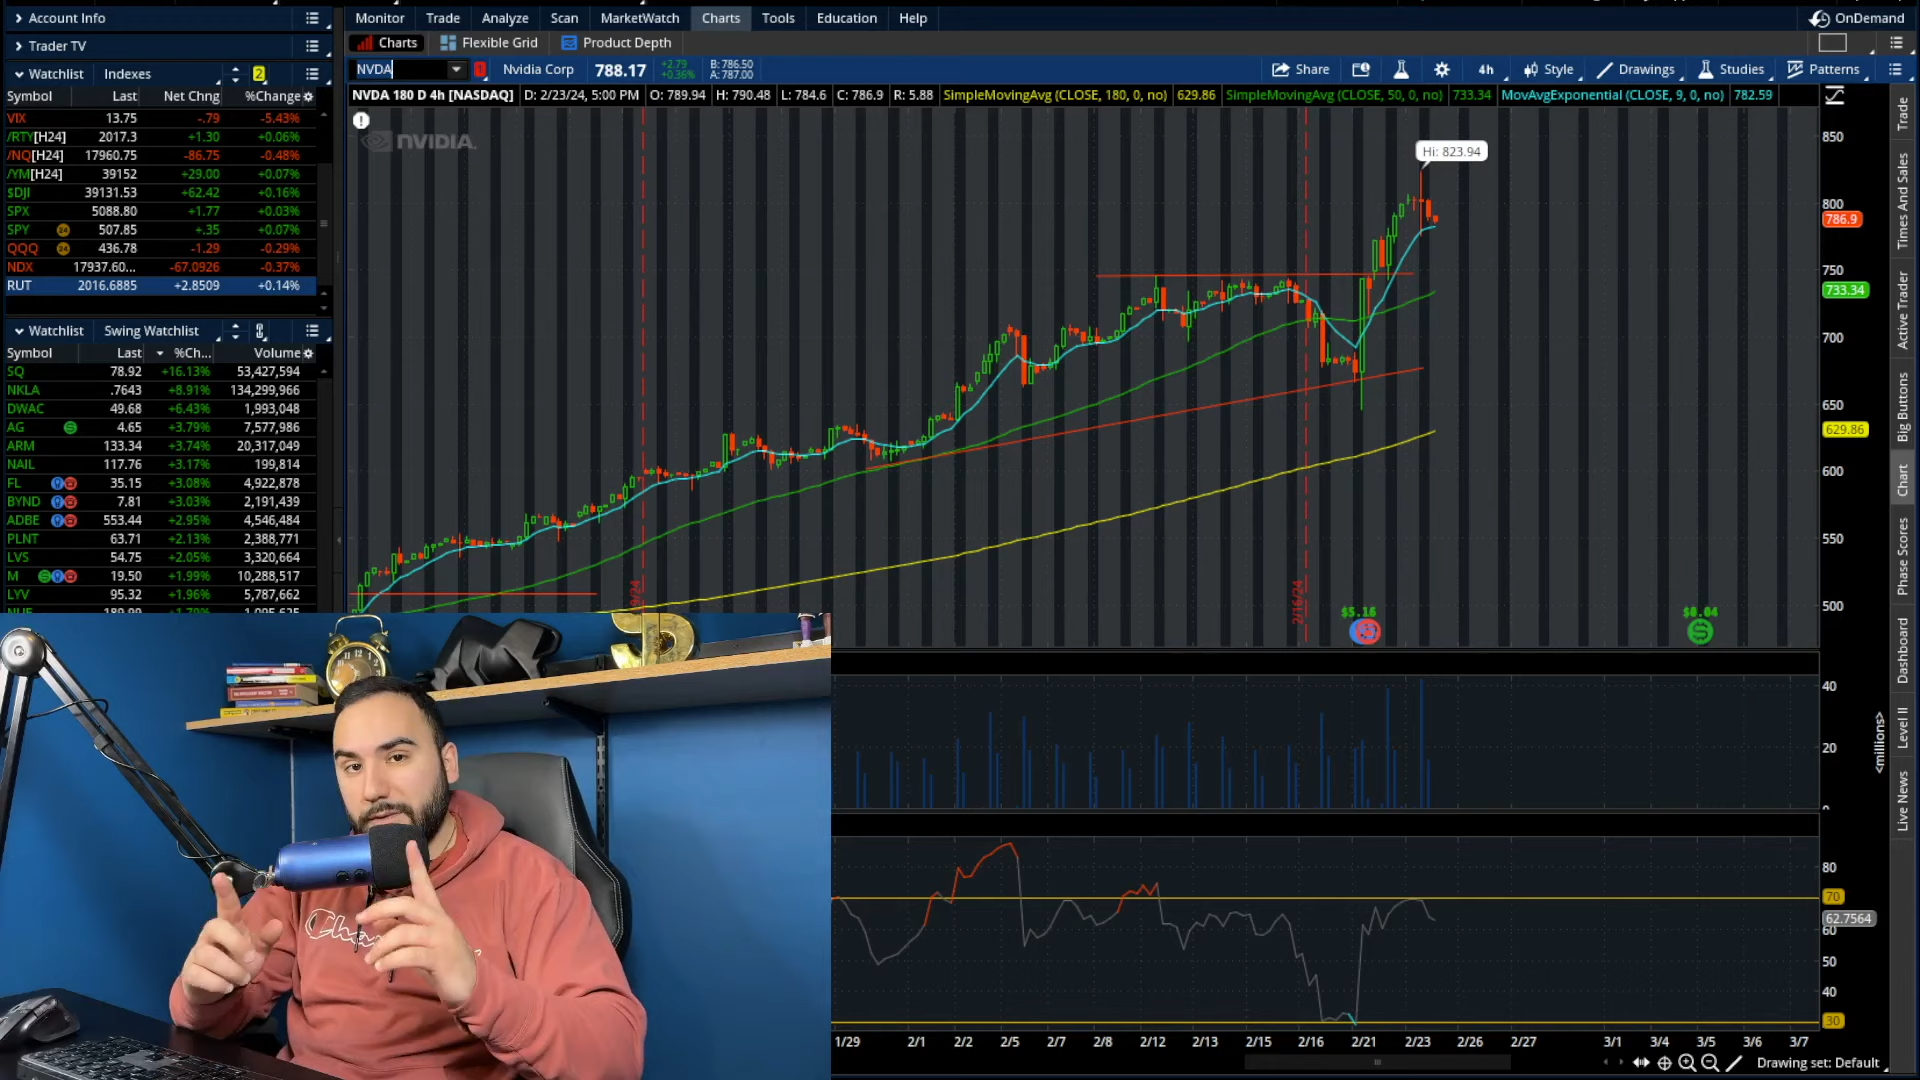 Account Info
Monitor Trade Analyze Scan MarketWatch Charts Tools Education Help OnDemand
Trader TV
Charts Flexible Grid Product Depth
Watchlist Indexes 2
NVDA Nvidia Corp 788.17 +2.79 +0.36% B: 786.50 A: 787.00 Share 4h Style Drawings Studies Patterns
Symbol Last Net Chng %Change
NVDA 180 D 4h [NASDAQ] D: 2/23/24, 5:00 PM O: 789.94 H: 790.48 L: 784.6 C: 786.9 R: 5.88 SimpleMovingAvg (CLOSE, 180, 0, no) 629.86 SimpleMovingAvg (CLOSE, 50, 0, no) 733.34 MovAvgExponential (CLOSE, 9, 0, no) 782.59
VIX 13.75 -.79 -5.43%
/RTY[H24] 2017.3 +1.30 +0.06%
/NQ[H24] 17960.75 -86.75 -0.48%
/YM[H24] 39152 +29.00 +0.07%
$DJI 39131.53 +62.42 +0.16%
SPX 5088.80 +1.77 +0.03%
SPY 507.85 +.35 +0.07%
QQQ 436.78 -1.29 -0.29%
NDX 17937.60... -67.0926 -0.37%
RUT 2016.6885 +2.8509 +0.14%
Watchlist Swing Watchlist
Symbol Last %Ch... Volume
SQ 78.92 +16.13% 53,427,594
NKLA .7643 +8.91% 134,299,966
DWAC 49.68 +6.43% 1,993,048
AG 4.65 +3.79% 7,577,986
ARM 133.34 +3.74% 20,317,049
NAIL 117.76 +3.17% 199,814
FL 35.15 +3.08% 4,922,878
BYND 7.81 +3.03% 2,191,439
ADBE 553.44 +2.95% 4,546,484
PLNT 63.71 +2.13% 2,388,771
LVS 54.75 +2.05% 3,320,664
M 19.50 +1.99% 10,288,517
LYV 95.32 +1.96% 5,787,662
NVIDIA.
Hi: 823.94
850
800
786.9
750
733.34
700
650
629.86
600
550
500
2/16/24
$5.16
40
20
<millions>
80
70
62.7564
60
50
40
30
1/29 2/1 2/2 2/5 2/7 2/8 2/12 2/13 2/15 2/16 2/21 2/23 2/26 2/27 3/1 3/4 3/5 3/6 3/7
Drawing set: Default
Trade
Times And Sales
Active Trader
Big Buttons
Chart
Phase Scores
Dashboard
Level II
Live News